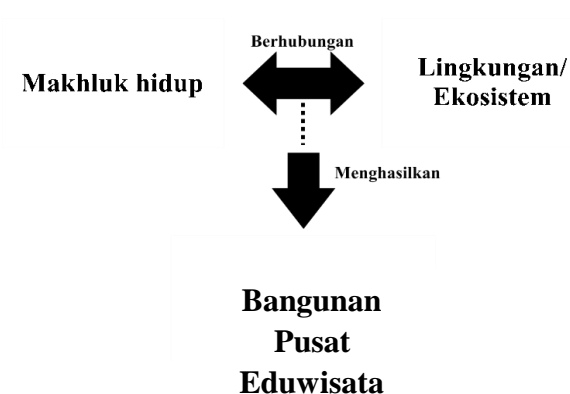 Berhubungan
Makhluk hidup
Lingkungan/
Ekosistem
Menghasilkan
Bangunan
Pusat
Eduwisata